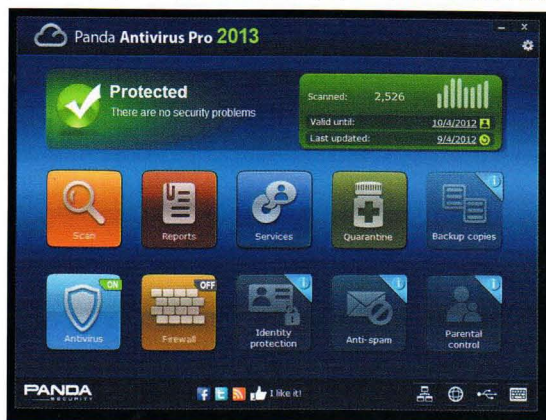 Panda Antivirus Pro 2013
Protected
There are no security problems
Scanned: 2,526
Valid until: 10/4/2012
Last updated: 9/4/2012
Scan
Reports
Services
Quarantine
Backup copies
ON
OFF
Antivirus
Firewall
Identity
protection
Anti-spam
Parental
control
PANDA
SECURITY
I like it!